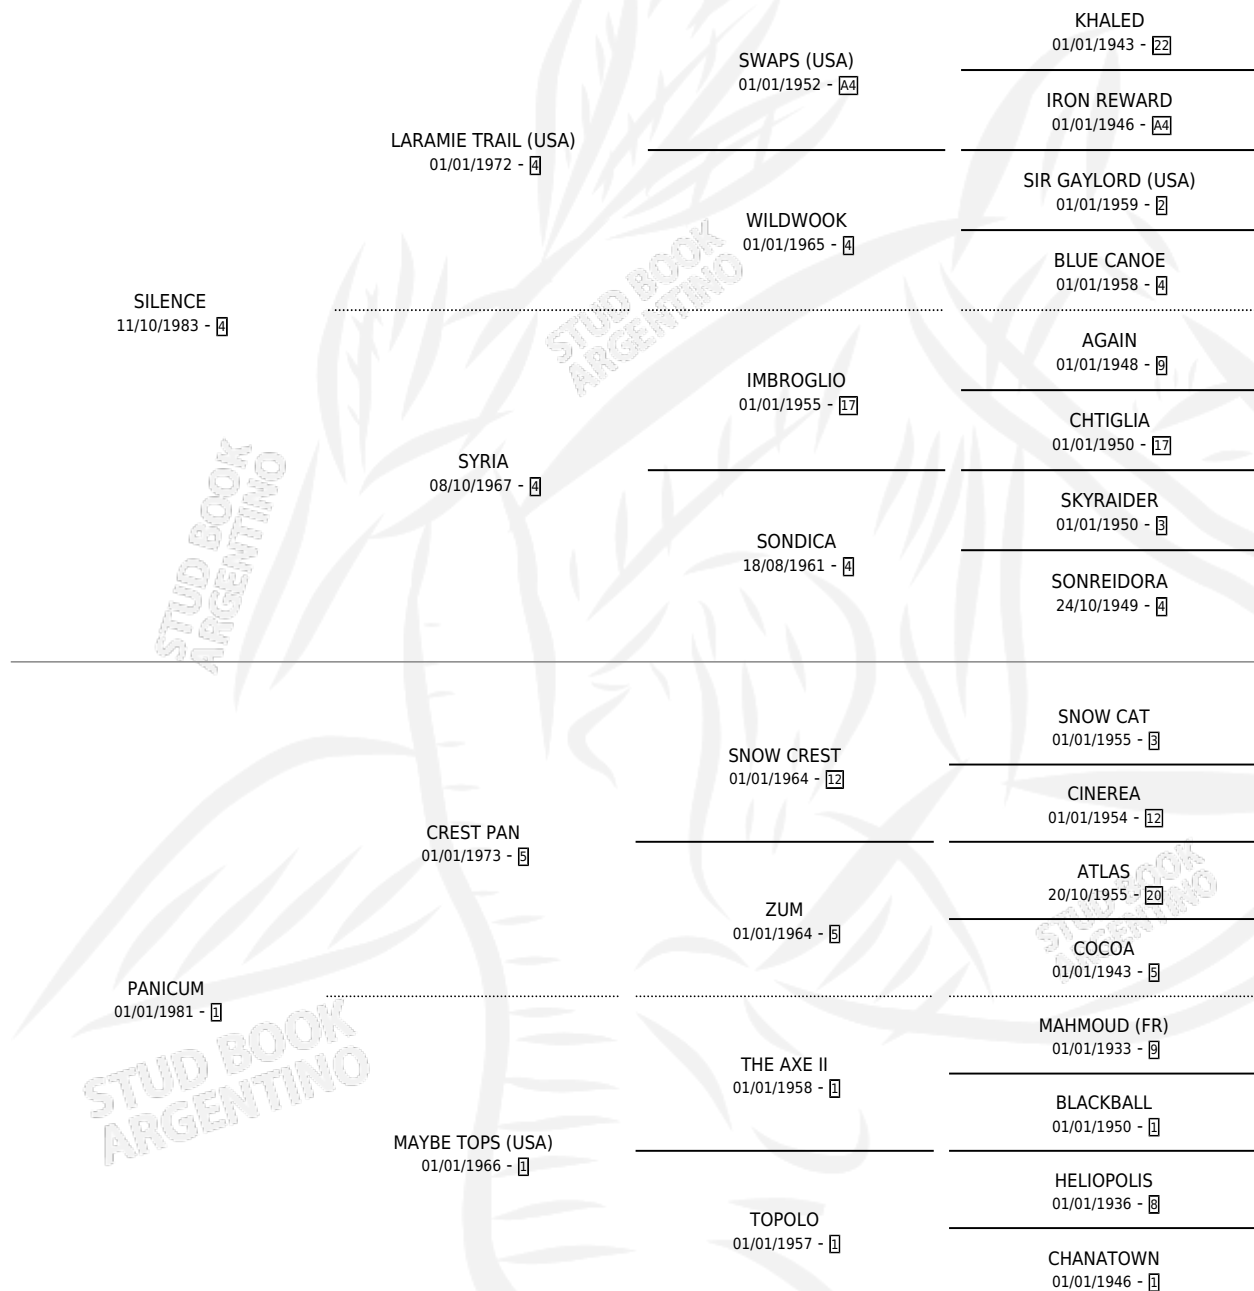 KHALED
01/01/1943 - 22
SWAPS (USA)
01/01/1952 - A4
IRON REWARD
01/01/1946 - A4
LARAMIE TRAIL (USA)
01/01/1972 - 4
SIR GAYLORD (USA)
01/01/1959 - 2
WILDWOOK
01/01/1965 - 4
BLUE CANOE
01/01/1958 - 4
SILENCE
11/10/1983 - 4
AGAIN
01/01/1948 - 9
IMBROGLIO
01/01/1955 - 17
CHTIGLIA
01/01/1950 - 17
SYRIA
08/10/1967 - 4
SKYRAIDER
01/01/1950 - 3
SONDICA
18/08/1961 - 4
SONREIDORA
24/10/1949 - 4
SNOW CAT
01/01/1955 - 3
SNOW CREST
01/01/1964 - 12
CINEREA
01/01/1954 - 12
CREST PAN
01/01/1973 - 5
ATLAS
20/10/1955 - 20
ZUM
01/01/1964 - 5
COCOA
01/01/1943 - 5
PANICUM
01/01/1981 - 1
MAHMOUD (FR)
01/01/1933 - 9
THE AXE II
01/01/1958 - 1
BLACKBALL
01/01/1950 - 1
MAYBE TOPS (USA)
01/01/1966 - 1
HELIOPOLIS
01/01/1936 - 8
TOPOLO
01/01/1957 - 1
CHANATOWN
01/01/1946 - 1
STUD BOOK
ARGENTINO
STUD BOOK
ARGENTINO
STUD BOOK
ARGENTINO
STUD BOOK
ARGENTINO